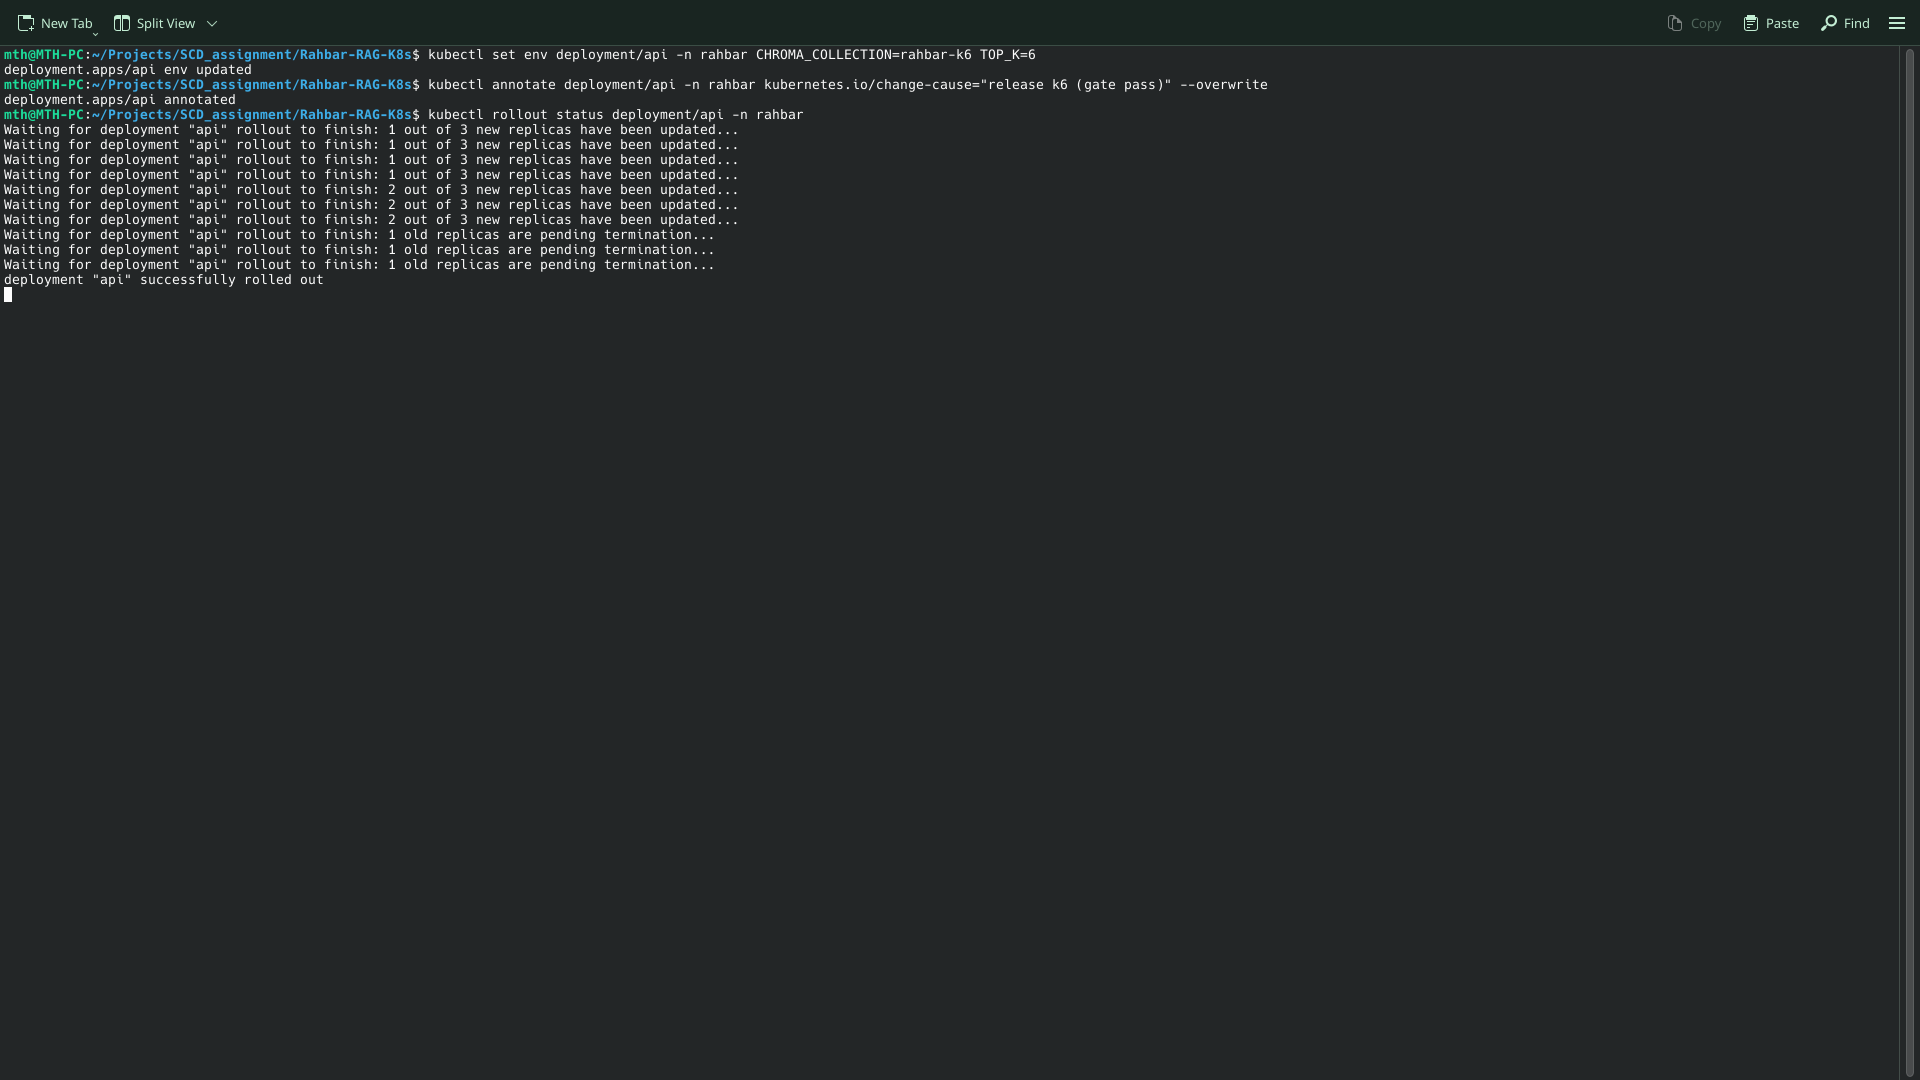 New Tab Split View Copy Paste Find
mth@MTH-PC:~/Projects/SCD_assignment/Rahbar-RAG-K8s$ kubectl set env deployment/api -n rahbar CHROMA_COLLECTION=rahbar-k6 TOP_K=6
deployment.apps/api env updated
mth@MTH-PC:~/Projects/SCD_assignment/Rahbar-RAG-K8s$ kubectl annotate deployment/api -n rahbar kubernetes.io/change-cause="release k6 (gate pass)" --overwrite
deployment.apps/api annotated
mth@MTH-PC:~/Projects/SCD_assignment/Rahbar-RAG-K8s$ kubectl rollout status deployment/api -n rahbar
Waiting for deployment "api" rollout to finish: 1 out of 3 new replicas have been updated...
Waiting for deployment "api" rollout to finish: 1 out of 3 new replicas have been updated...
Waiting for deployment "api" rollout to finish: 1 out of 3 new replicas have been updated...
Waiting for deployment "api" rollout to finish: 1 out of 3 new replicas have been updated...
Waiting for deployment "api" rollout to finish: 2 out of 3 new replicas have been updated...
Waiting for deployment "api" rollout to finish: 2 out of 3 new replicas have been updated...
Waiting for deployment "api" rollout to finish: 2 out of 3 new replicas have been updated...
Waiting for deployment "api" rollout to finish: 1 old replicas are pending termination...
Waiting for deployment "api" rollout to finish: 1 old replicas are pending termination...
Waiting for deployment "api" rollout to finish: 1 old replicas are pending termination...
deployment "api" successfully rolled out